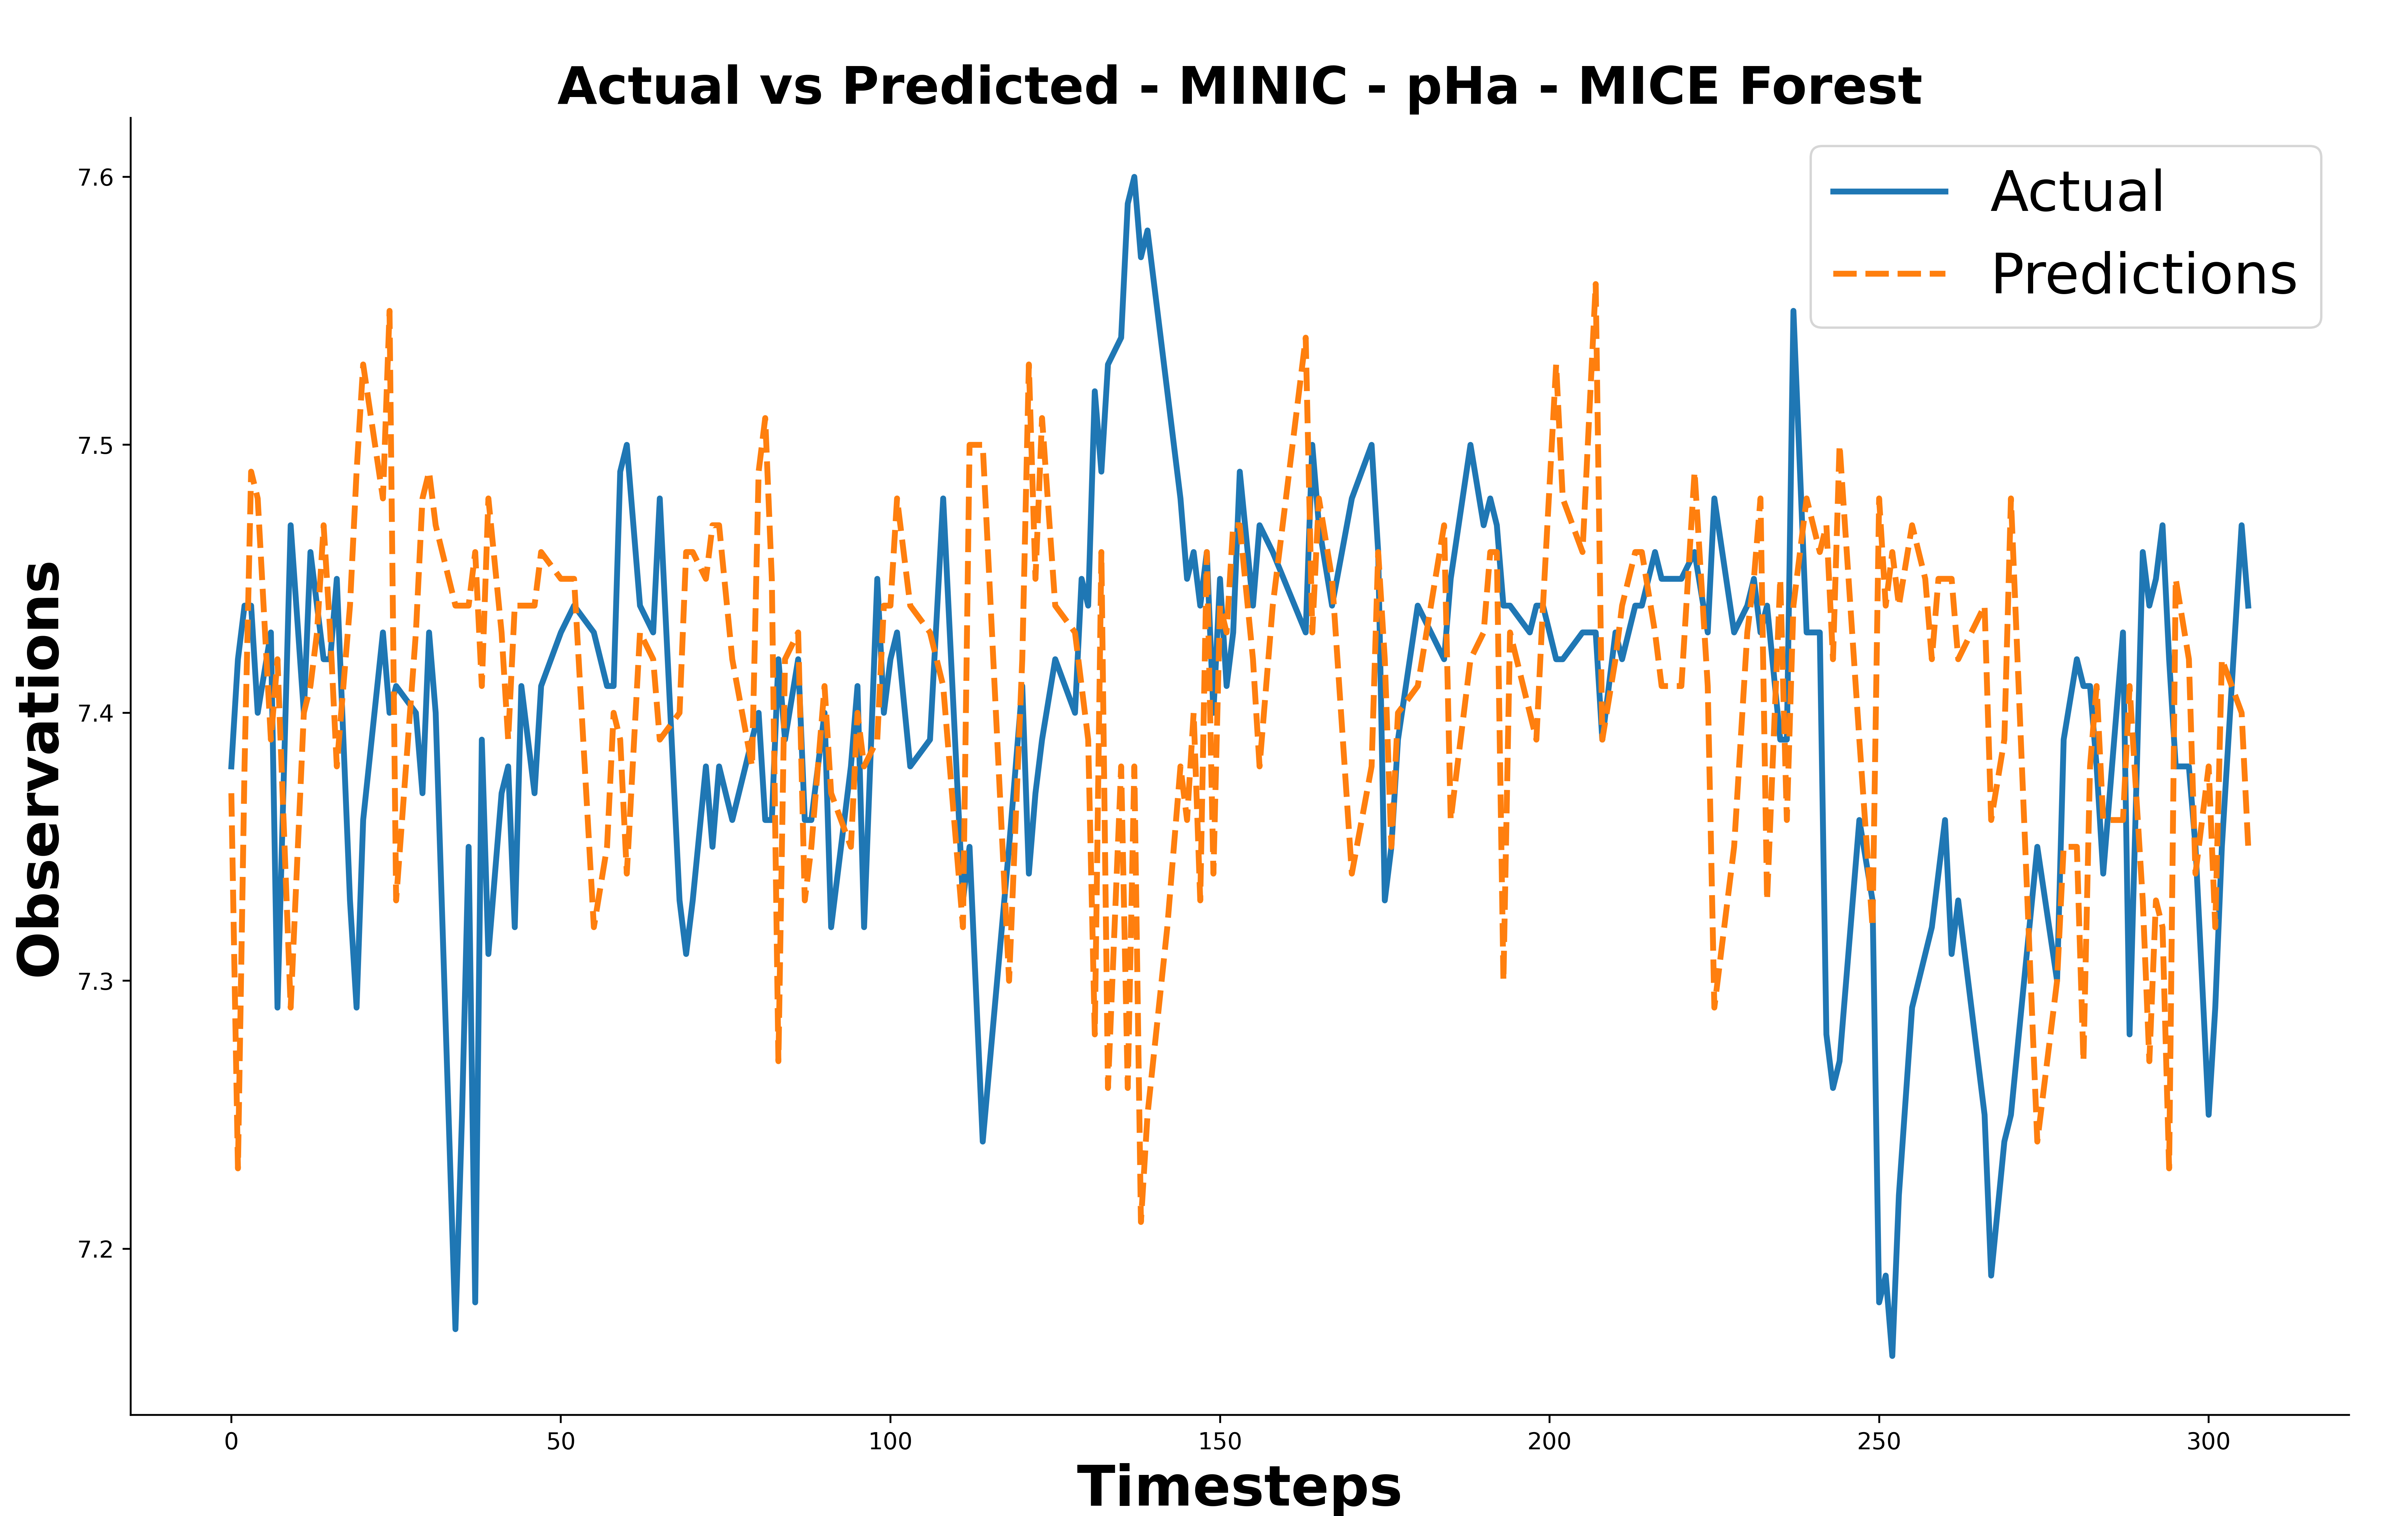 Actual vs Predicted - MINIC - pHa - MICE Forest
Actual
Predictions
Observations
7.6
7.5
7.4
7.3
7.2
0 50 100 150 200 250 300
Timesteps